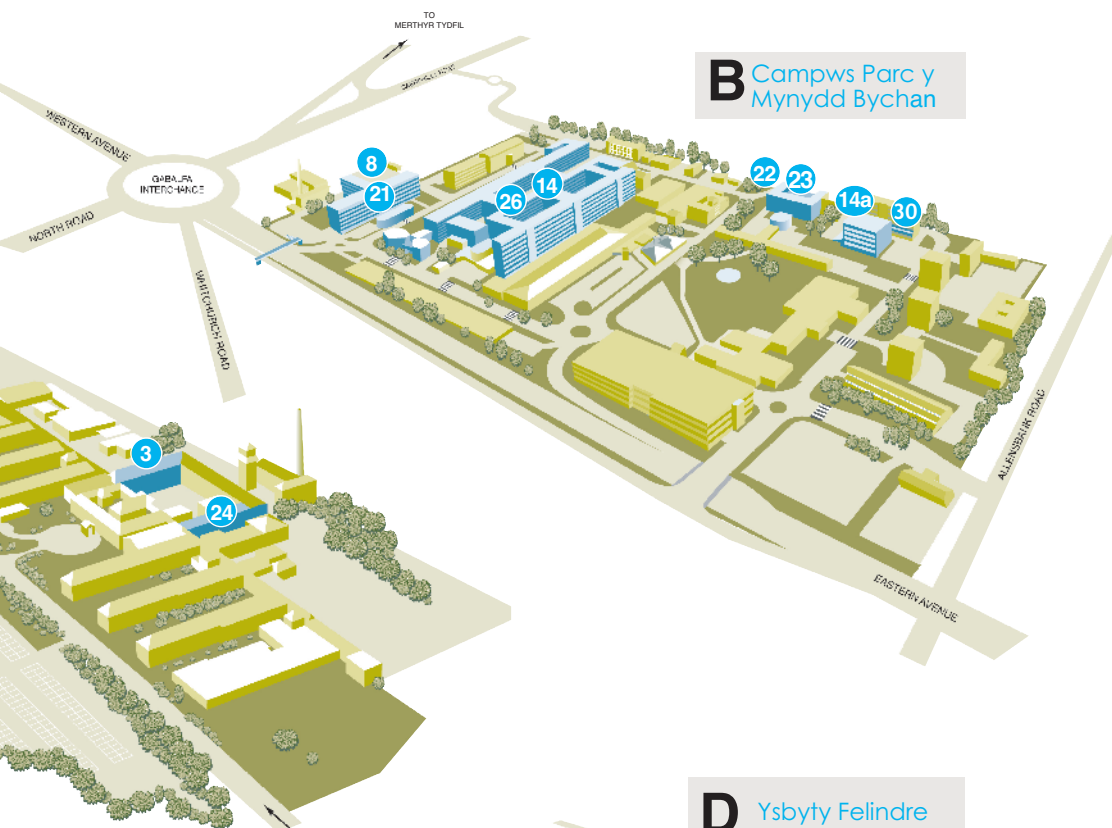 TO
MERTHYR TYDFIL
B Campws Parc y
Mynydd Bychan
WESTERN AVENUE
GABALFA
INTERCHANGE
8
21
26
14
22
23
14a
30
NORTH ROAD
WHITCHURCH ROAD
ALLENSBANK ROAD
3
24
EASTERN AVENUE
D Ysbyty Felindre